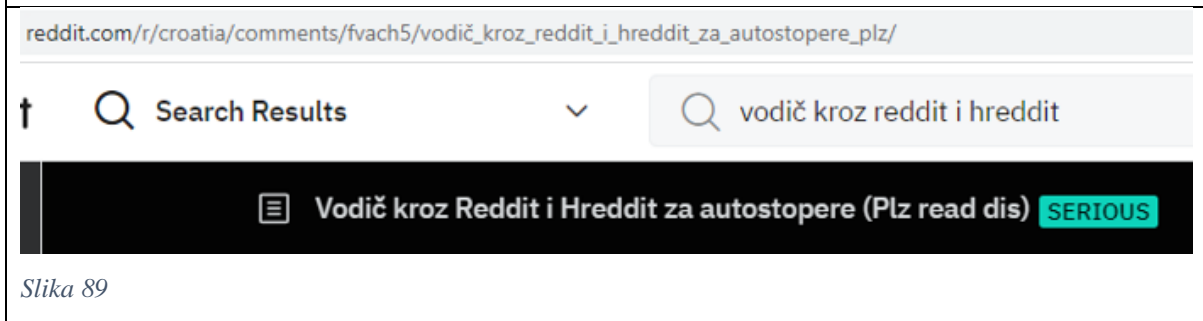 reddit.com/r/croatia/comments/fvach5/vodič_kroz_reddit_i_hreddit_za_autostopere_plz/
t Search Results vodič kroz reddit i hreddit
Vodič kroz Reddit i Hreddit za autostopere (Plz read dis) SERIOUS
Slika 89